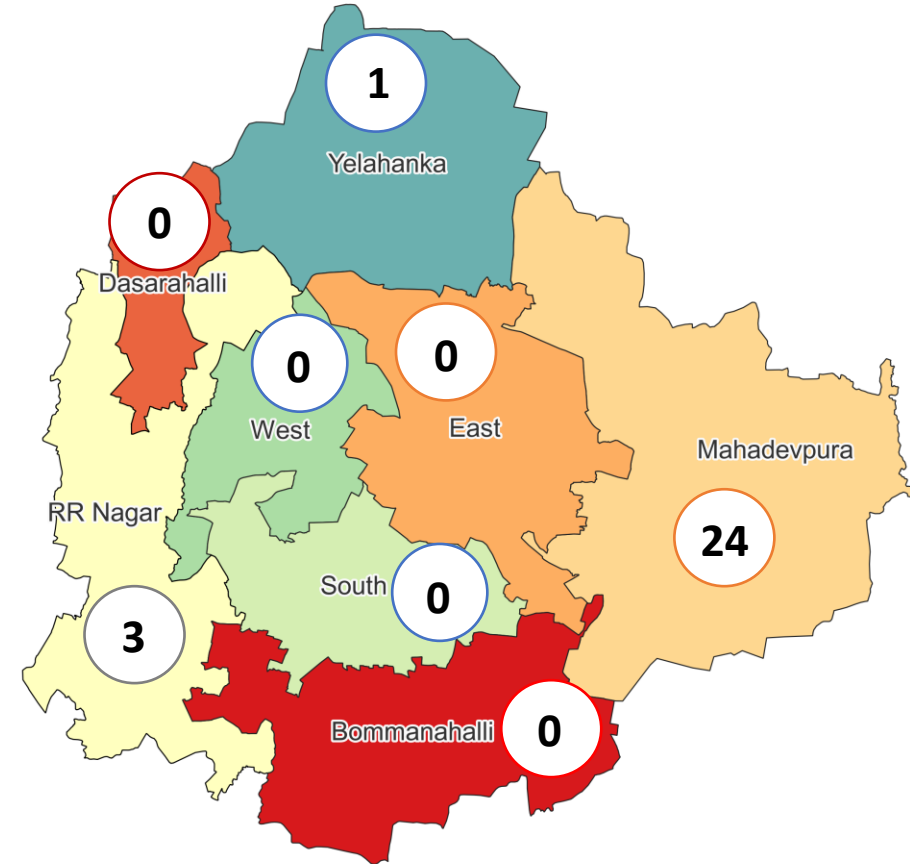 1
Yelahanka
0
Dasarahalli
0
West
0
East
Mahadevpura
24
RR Nagar
South
0
3
Bommanahalli
0